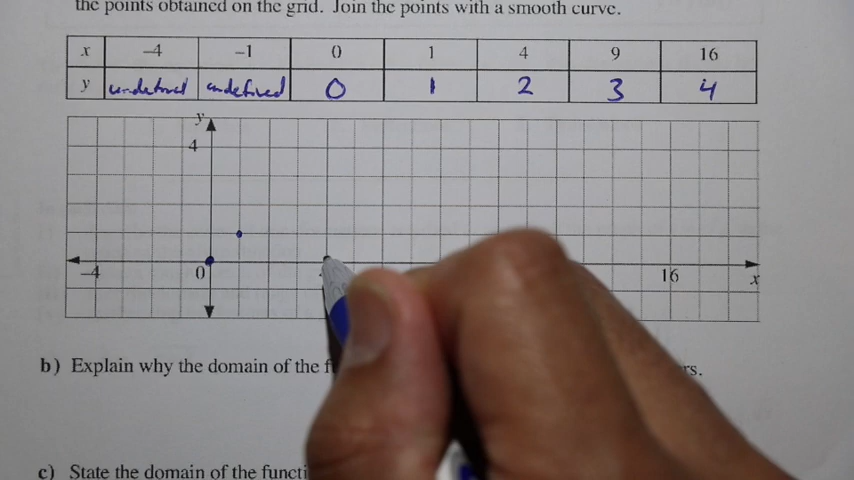 the points obtained on the grid. Join the points with a smooth curve.
x -4 -1 0 1 4 9 16
y undefined undefined 0 1 2 3 4
y
4
-4 0 16 x
b) Explain why the domain of the
c) State the domain of the